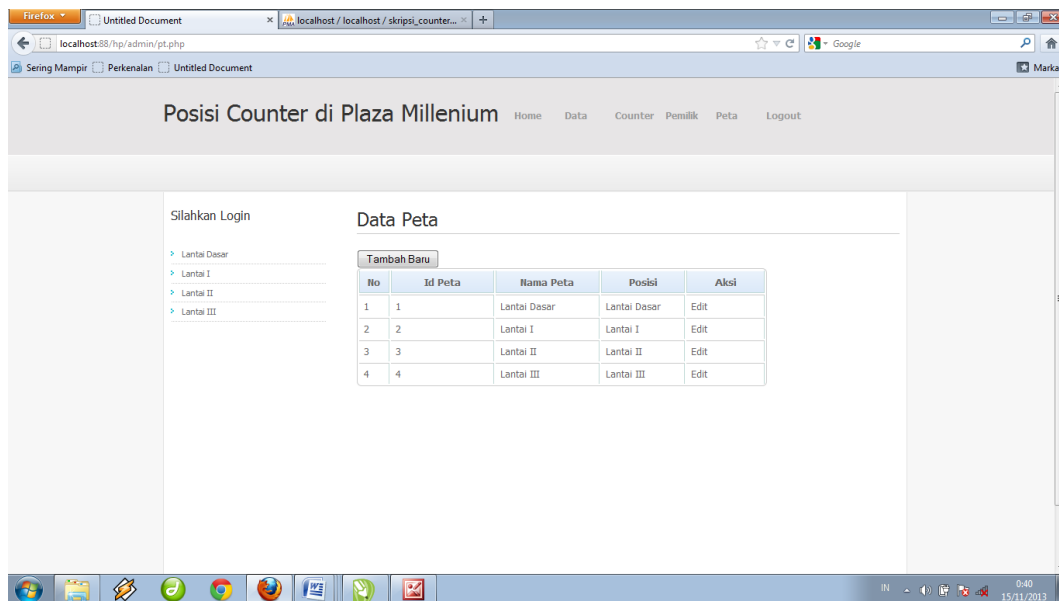 Firefox
Untitled Document
localhost / localhost / skripsi_counter...
localhost:88/hp/admin/pt.php
Google
Sering Mampir Perkenalan Untitled Document
Marka
Posisi Counter di Plaza Millenium
Home Data Counter Pemilik Peta Logout
Silahkan Login
Lantai Dasar
Lantai I
Lantai II
Lantai III
Data Peta
Tambah Baru
No Id Peta Nama Peta Posisi Aksi
1 1 Lantai Dasar Lantai Dasar Edit
2 2 Lantai I Lantai I Edit
3 3 Lantai II Lantai II Edit
4 4 Lantai III Lantai III Edit
IN
0:40
15/11/2013